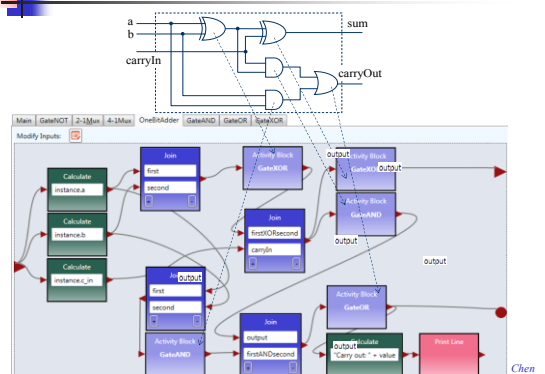 a
b
carryIn
sum
carryOut
Main GateNOT 2-1Mux 4-1Mux OneBitAdder GateAND GateOR GateXOR
Modify Inputs:
Calculate
instance.a
Calculate
instance.b
Calculate
instance.c_in
Join
first
second
Activity Block
GateXOR
output
Activity Block
GateXOR
output
Activity Block
GateAND
output
Join
firstXORsecond
carryIn
output
Join
output
first
second
Activity Block
GateAND
Join
output
firstANDsecond
Activity Block
GateOR
output
Calculate
"Carry out: " + value
Print Line
Chen